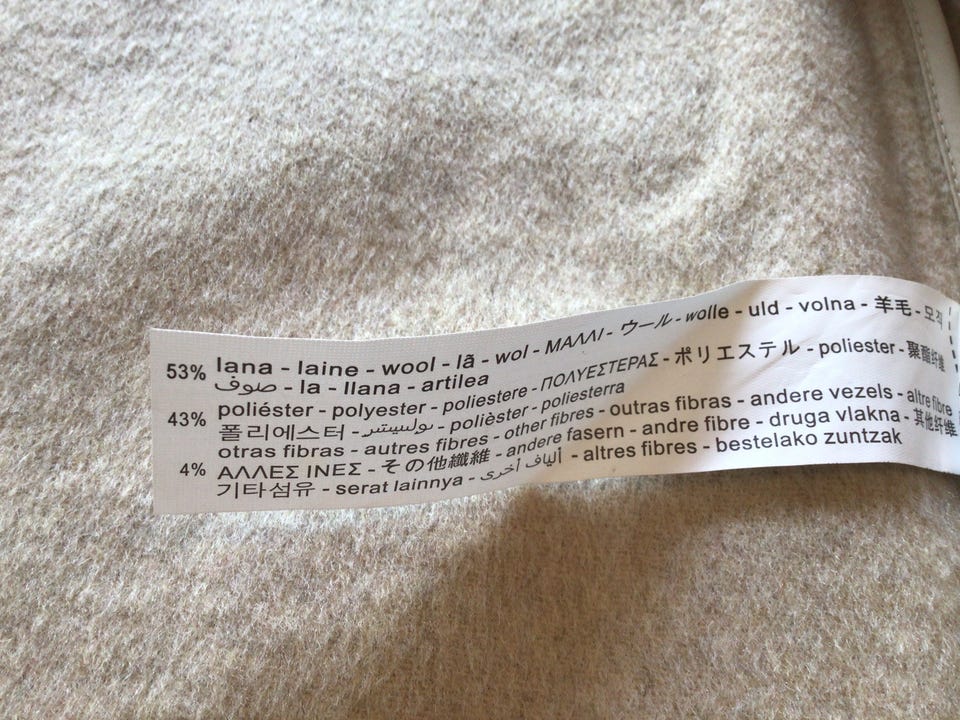 53% lana - laine - wool - lã - wol - ΜΑΛΛΙ - ウール - wolle - uld - volna - 羊毛 - 모직
صوف - la - llana - artilea
43% poliéster - polyester - poliestere - ΠΟΛΥΕΣΤΕΡΑΣ - ポリエステル - poliester - 聚酯纤维
폴리에스터 - بوليستر - polièster - poliesterra
otras fibras - autres fibres - other fibres - outras fibras - andere vezels - altre fibre
4% ΑΛΛΕΣ ΙΝΕΣ - その他繊維 - andere fasern - andre fibre - druga vlakna - 其他纤维
기타섬유 - serat lainnya - ألياف أخرى - altres fibres - bestelako zuntzak